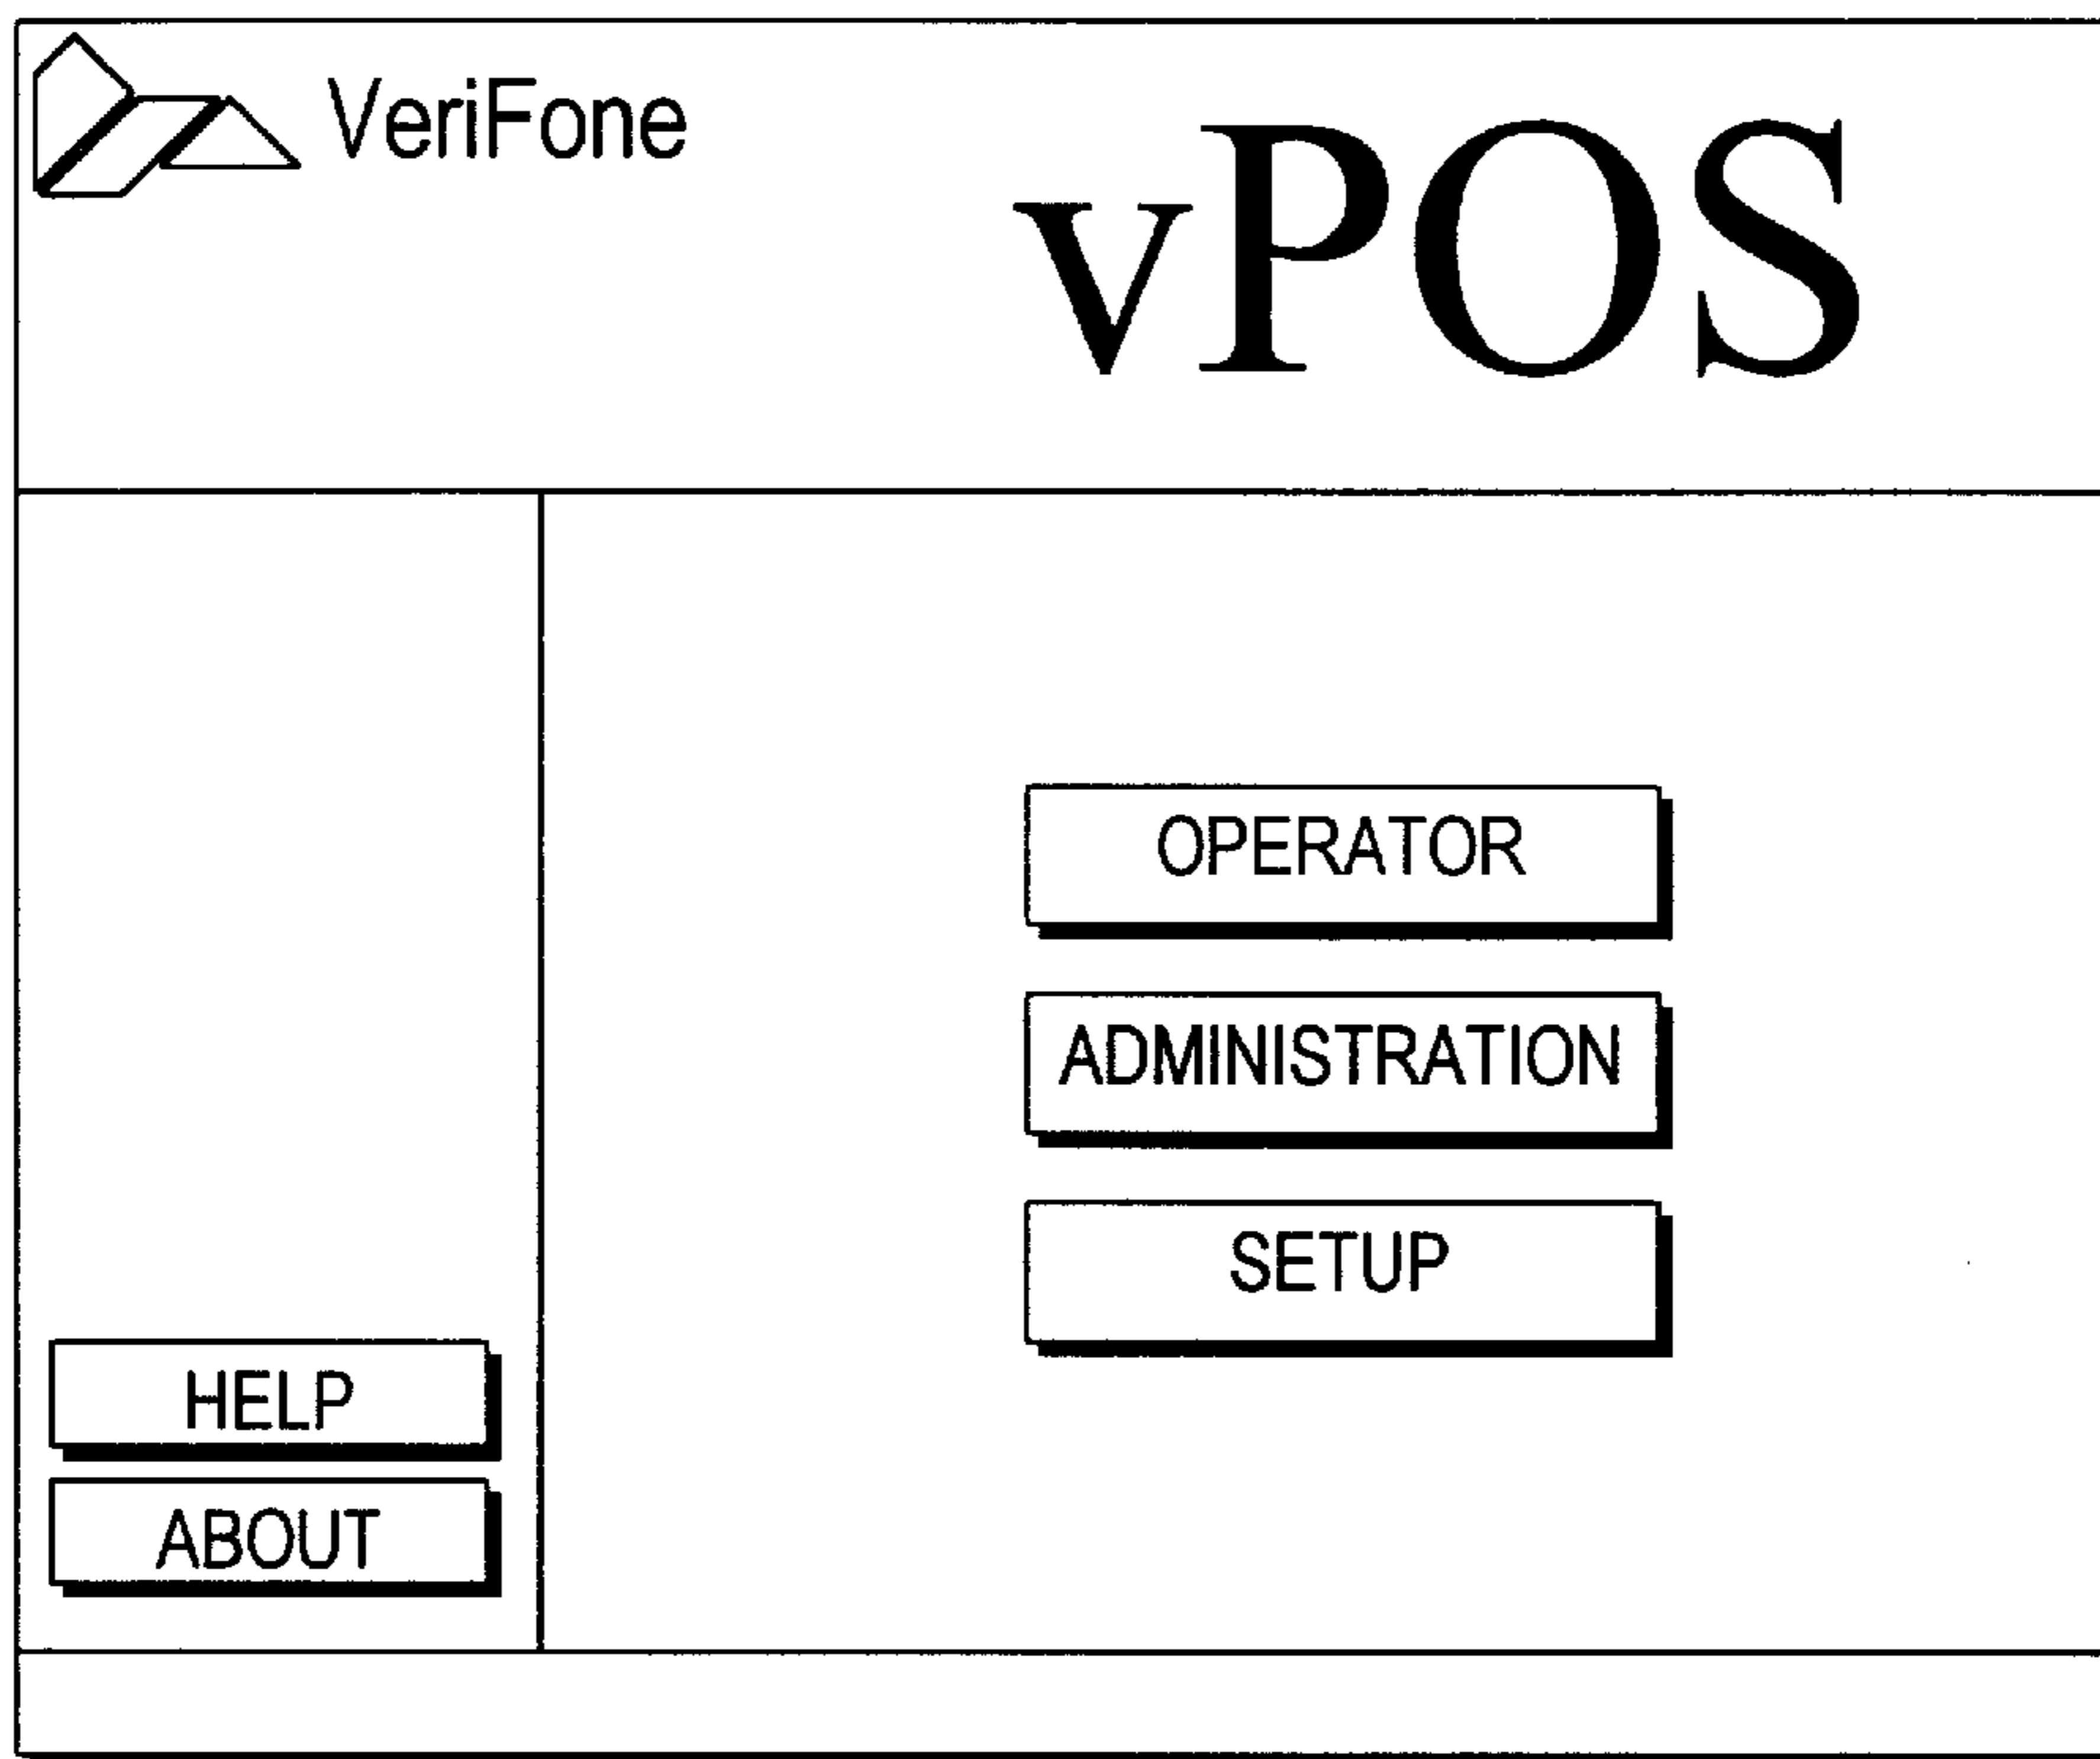 VeriFone
vPOS
OPERATOR
ADMINISTRATION
SETUP
HELP
ABOUT